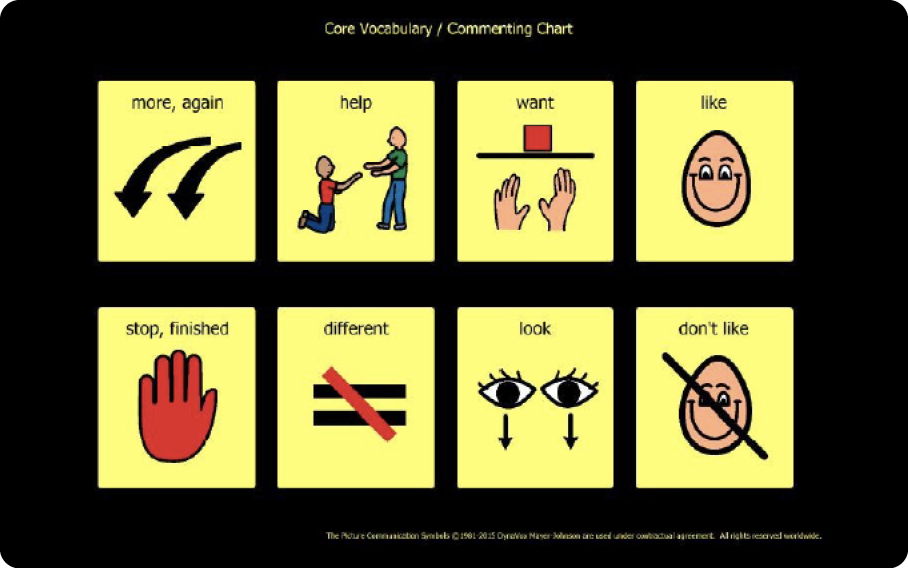 Core Vocabulary / Commenting Chart
more, again
help
want
like
stop, finished
different
look
don't like
The Picture Communication Symbols ©1981-2015 DynaVox Mayer-Johnson are used under contractual agreement. All rights reserved worldwide.